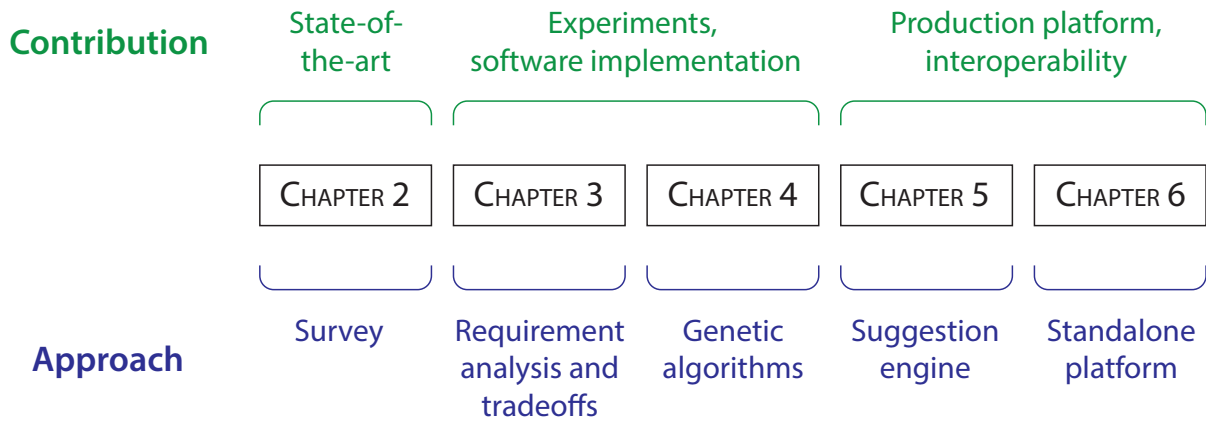 Contribution
State-of-
the-art
Experiments,
software implementation
Production platform,
interoperability
CHAPTER 2
CHAPTER 3
CHAPTER 4
CHAPTER 5
CHAPTER 6
Approach
Survey
Requirement
analysis and
tradeoffs
Genetic
algorithms
Suggestion
engine
Standalone
platform